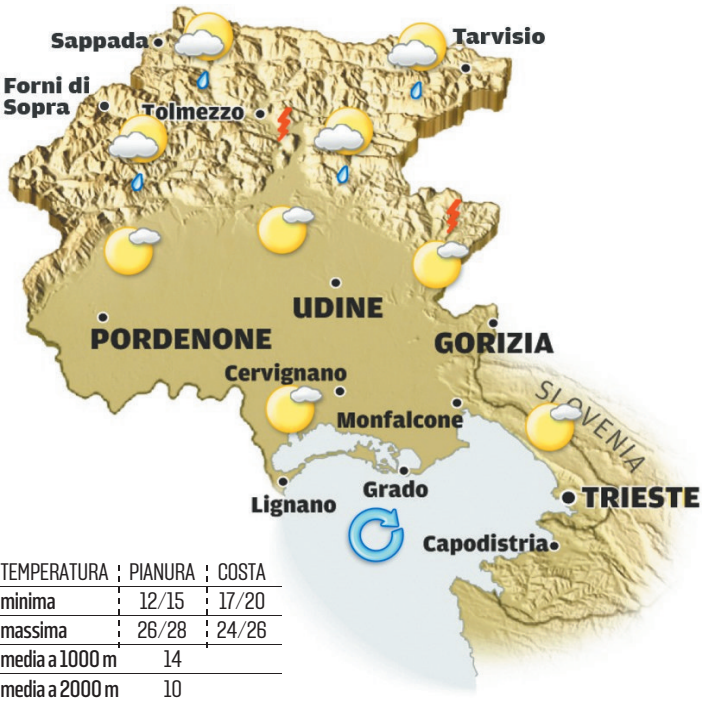 Sappada
Tarvisio
Forni di
Sopra
Tolmezzo
UDINE
PORDENONE
GORIZIA
Cervignano
SLOVENIA
Monfalcone
Lignano
Grado
TRIESTE
Capodistria
TEMPERATURA PIANURA COSTA
minima 12/15 17/20
massima 26/28 24/26
media a 1000 m 14
media a 2000 m 10